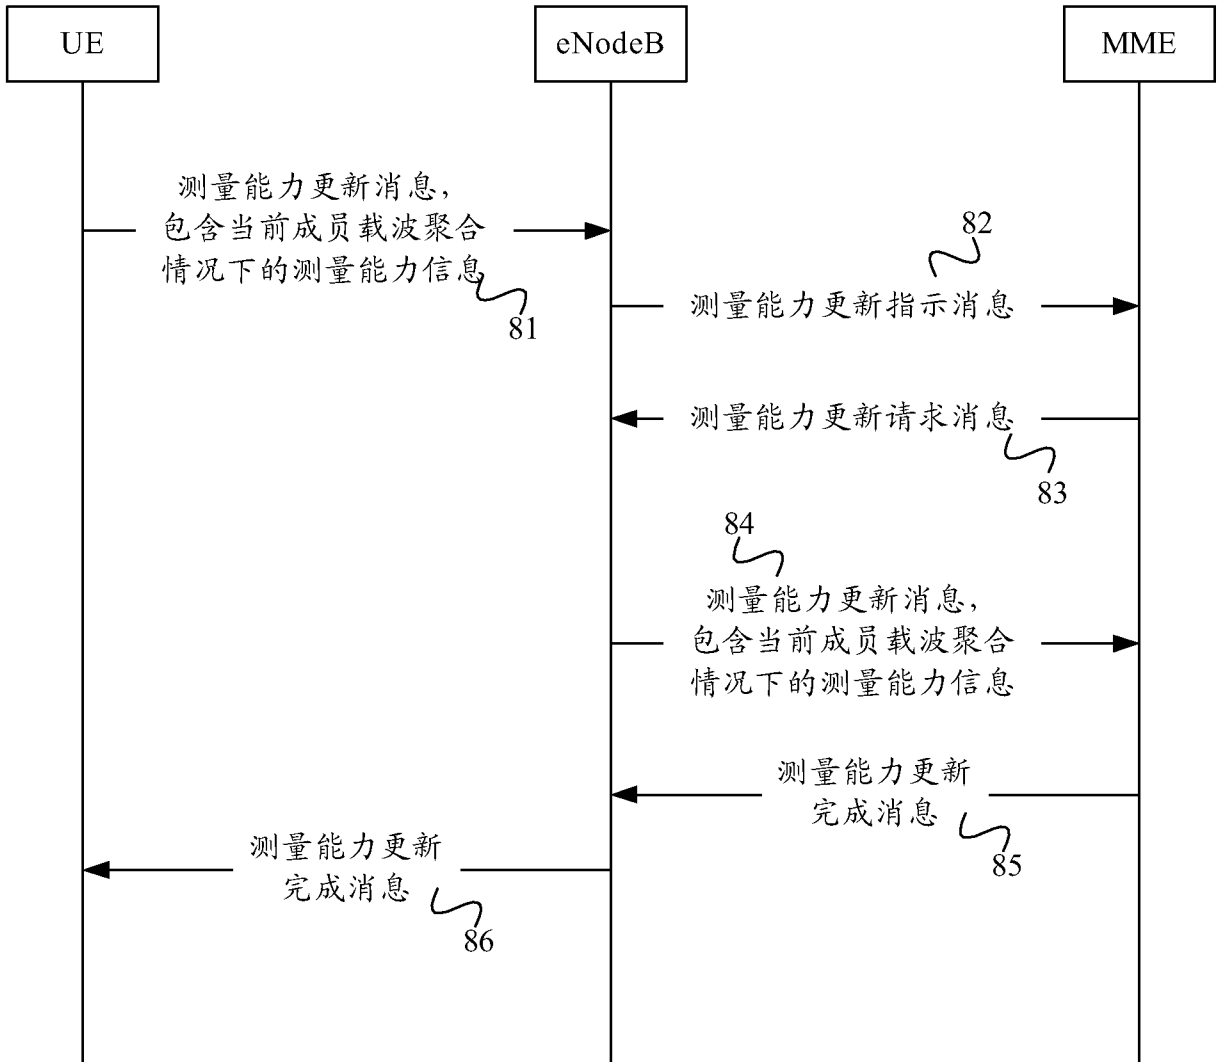 UE
eNodeB
MME
测量能力更新消息，
包含当前成员载波聚合
情况下的测量能力信息
81
82
测量能力更新指示消息
测量能力更新请求消息
83
84
测量能力更新消息，
包含当前成员载波聚合
情况下的测量能力信息
测量能力更新
完成消息
85
测量能力更新
完成消息
86